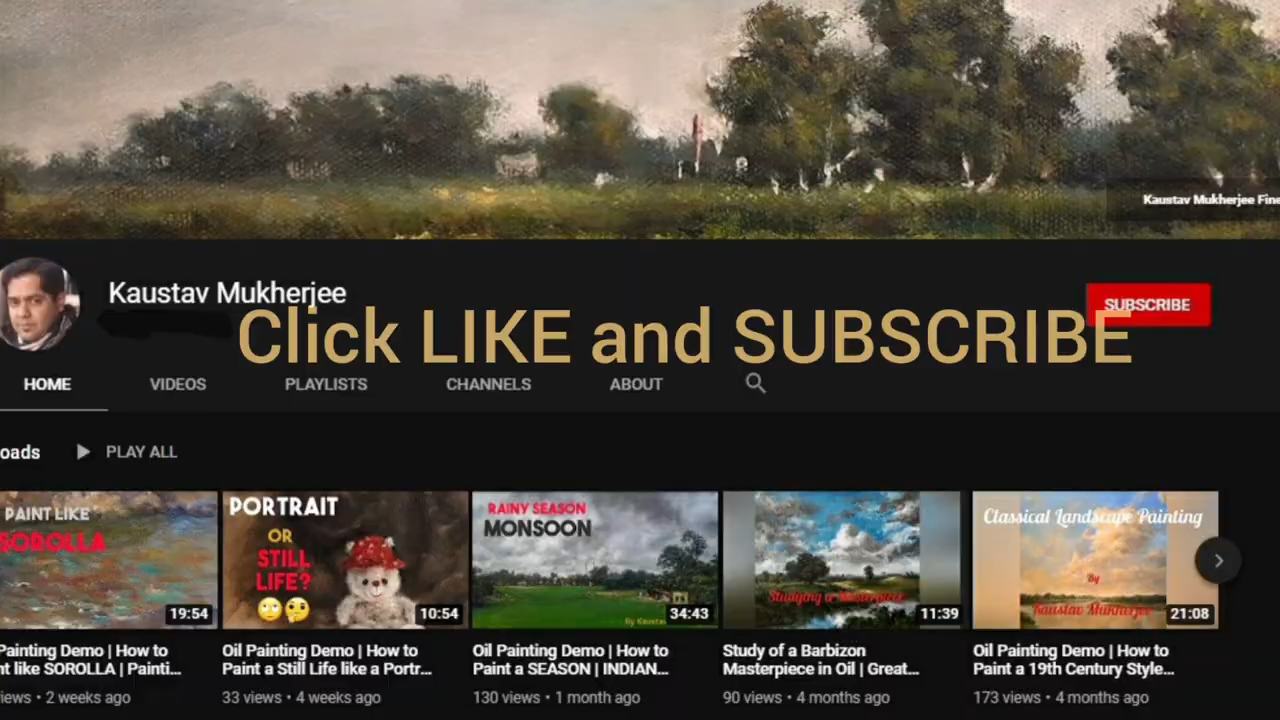 Kaustav Mukherjee Fine
Kaustav Mukherjee
SUBSCRIBE
Click LIKE and SUBSCRIBE
HOME VIDEOS PLAYLISTS CHANNELS ABOUT
oads PLAY ALL
PAINT LIKE
SOROLLA
19:54
PORTRAIT
OR
STILL
LIFE?
10:54
RAINY SEASON
MONSOON
By Kaustav
34:43
Studying a Masterpiece
11:39
Classical Landscape Painting
By
Kaustav Mukherjee
21:08
Painting Demo | How to
nt like SOROLLA | Painti...
iews • 2 weeks ago
Oil Painting Demo | How to
Paint a Still Life like a Portr...
33 views • 4 weeks ago
Oil Painting Demo | How to
Paint a SEASON | INDIAN...
130 views • 1 month ago
Study of a Barbizon
Masterpiece in Oil | Great...
90 views • 4 months ago
Oil Painting Demo | How to
Paint a 19th Century Style...
173 views • 4 months ago